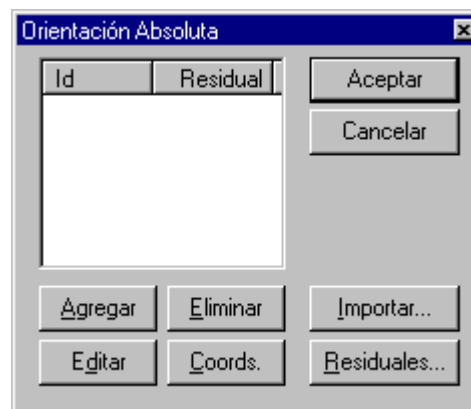 Orientación Absoluta
Id Residual
Aceptar
Cancelar
Agregar Eliminar Importar...
Editar Coords. Residuales...